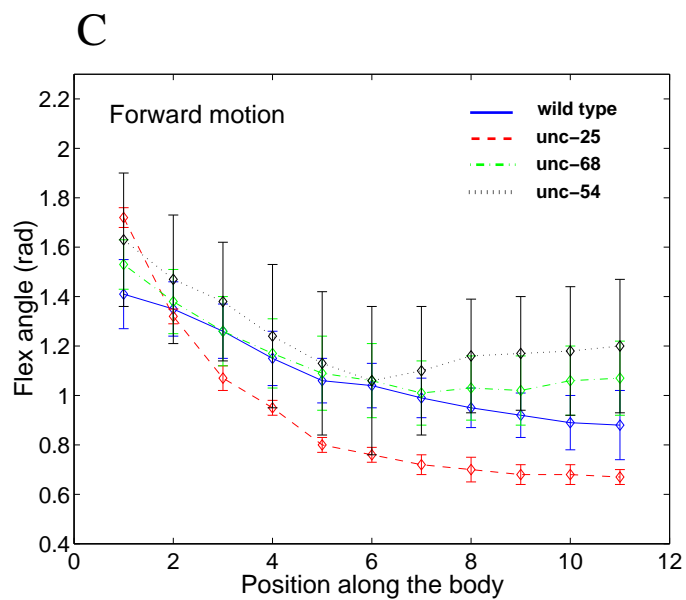 C
Forward motion
wild type
unc-25
unc-68
unc-54
Flex angle (rad)
2.2
2
1.8
1.6
1.4
1.2
1
0.8
0.6
0.4
0 2 4 6 8 10 12
Position along the body